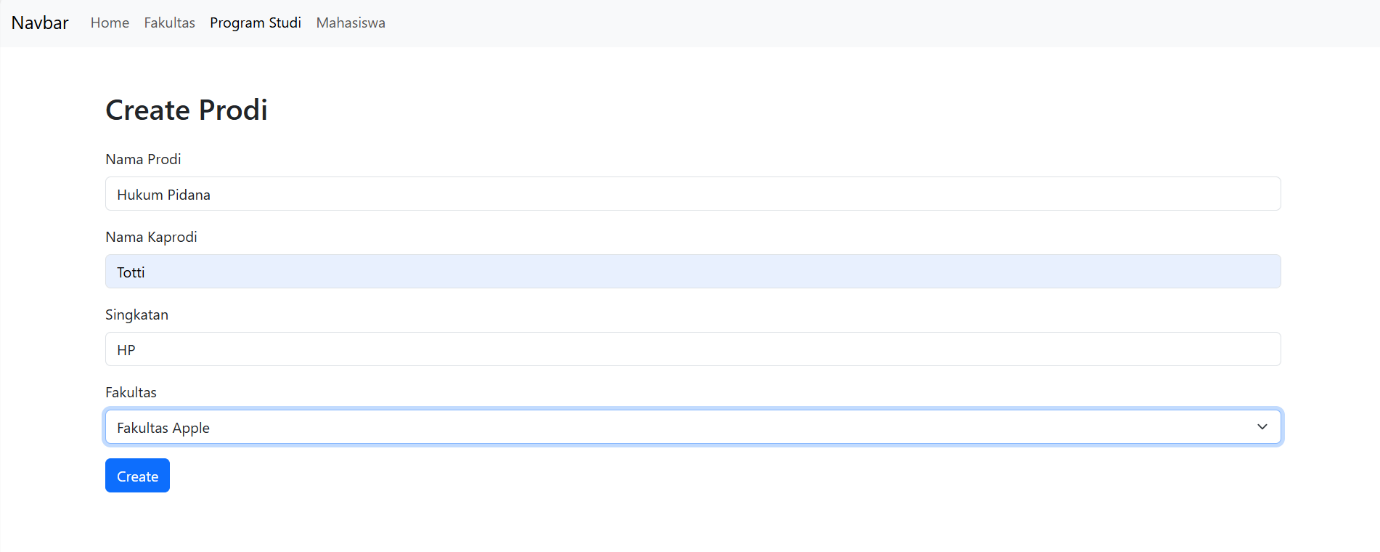 Navbar Home Fakultas Program Studi Mahasiswa
Create Prodi
Nama Prodi
Hukum Pidana
Nama Kaprodi
Totti
Singkatan
HP
Fakultas
Fakultas Apple
Create